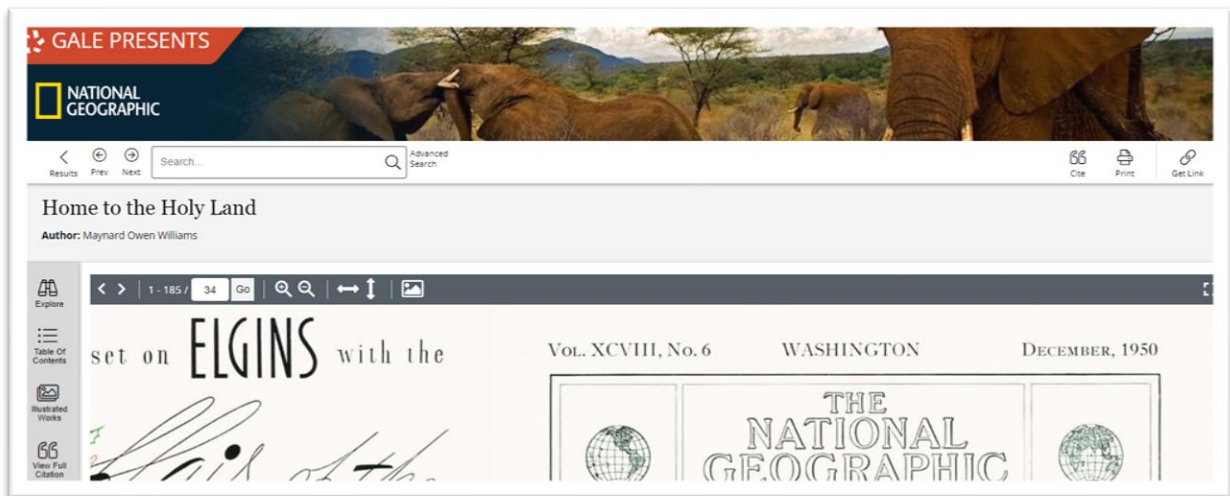 GALE PRESENTS
NATIONAL
GEOGRAPHIC
Results
Prev
Next
Search...
Advanced
Search
Cite
Print
Get Link
Home to the Holy Land
Author: Maynard Owen Williams
Explore
Table Of
Contents
Illustrated
Works
View Full
Citation
1 - 185 /
34
Go
set on ELGINS with the
VOL. XCVIII, No. 6 WASHINGTON DECEMBER, 1950
THE
NATIONAL
GEOGRAPHIC